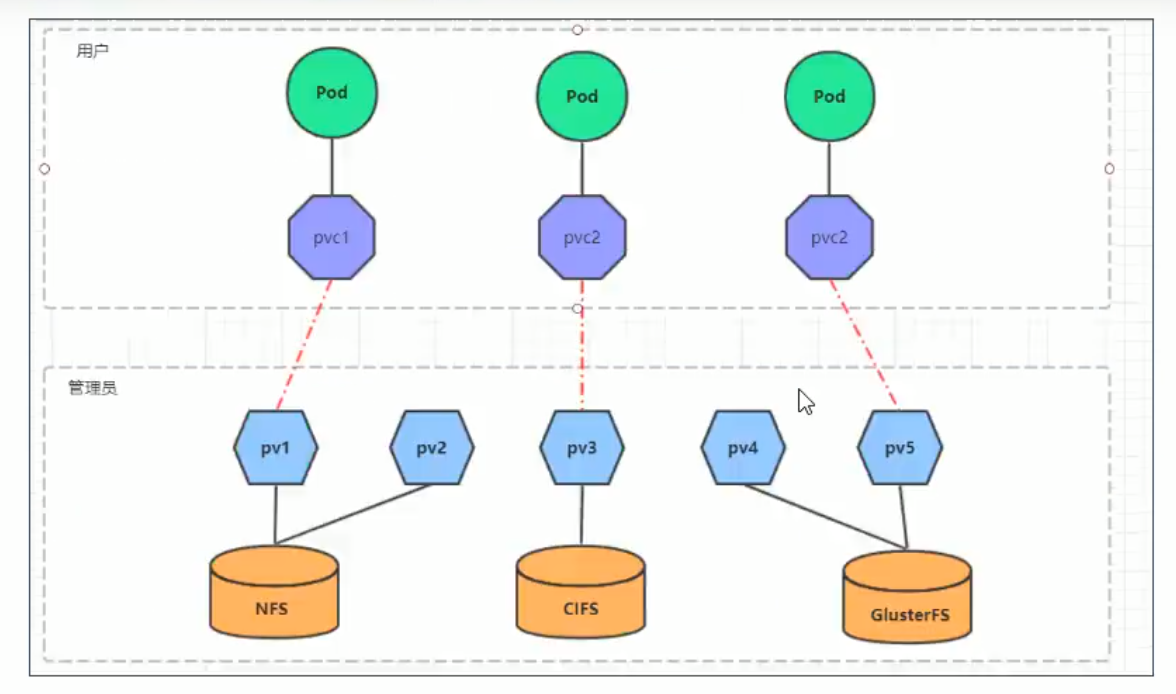 用户
Pod
Pod
Pod
pvc1
pvc2
pvc2
管理员
pv1
pv2
pv3
pv4
pv5
NFS
CIFS
GlusterFS